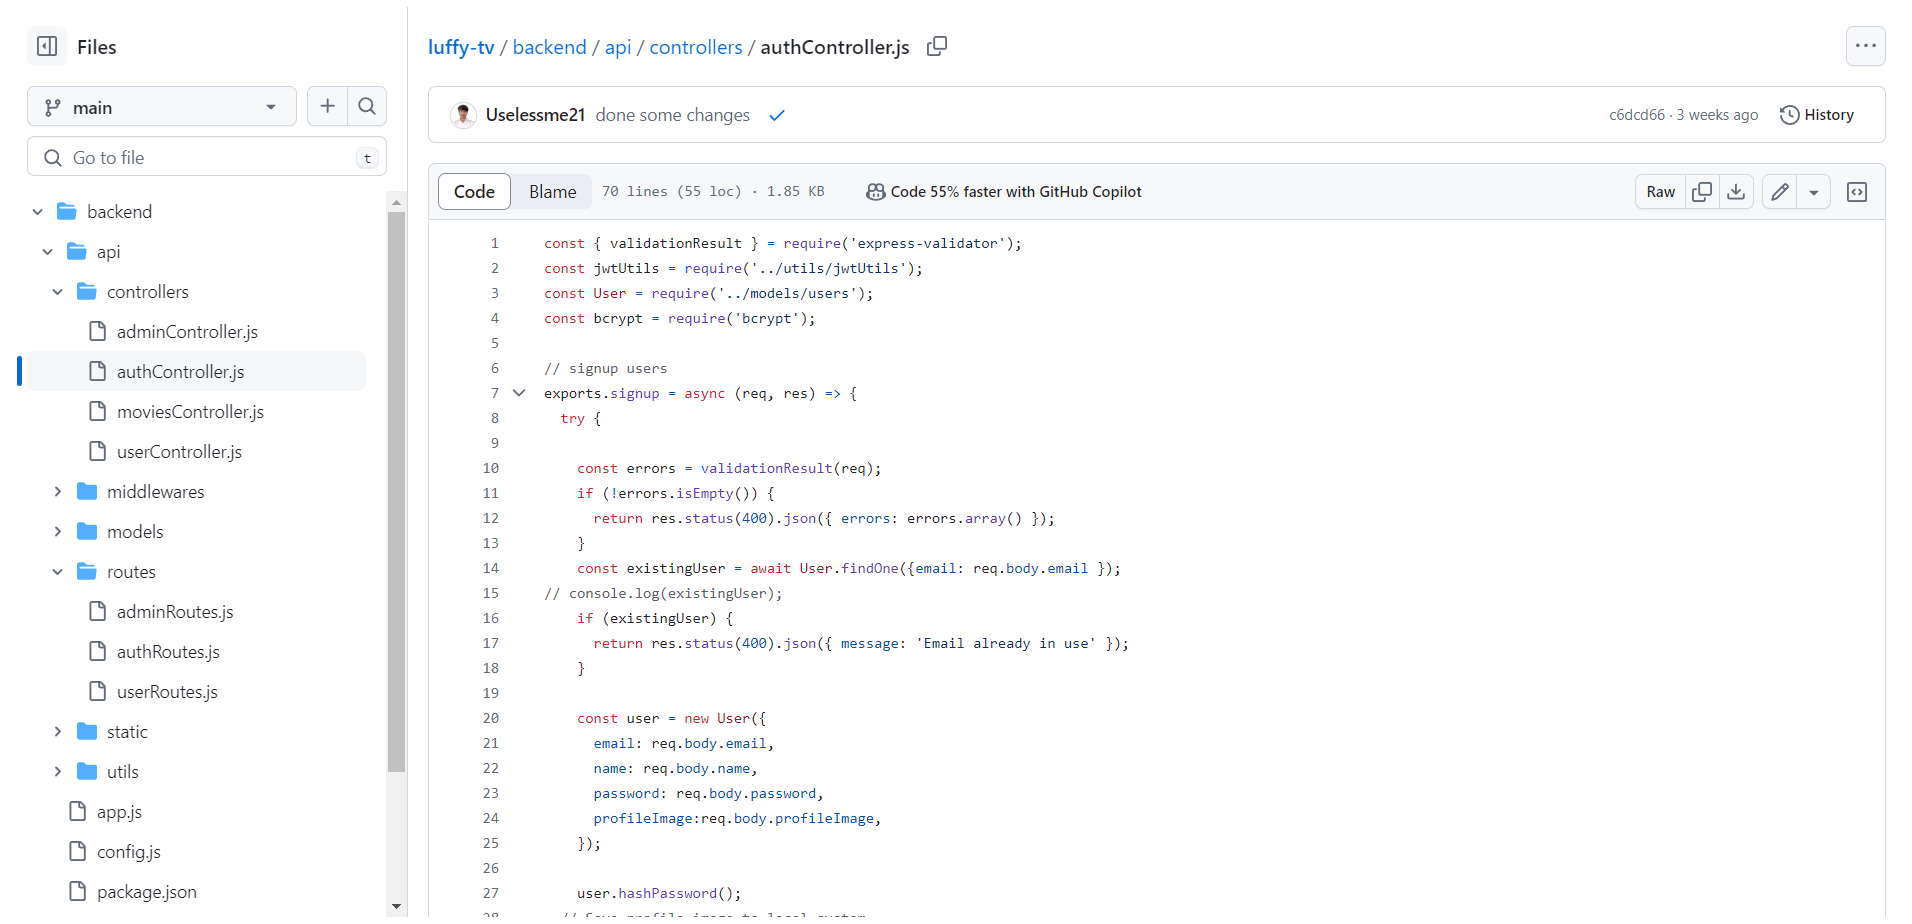 Files
main
Go to file
t
backend
api
controllers
adminController.js
authController.js
moviesController.js
userController.js
middlewares
models
routes
adminRoutes.js
authRoutes.js
userRoutes.js
static
utils
app.js
config.js
package.json
luffy-tv / backend / api / controllers / authController.js
Uselessme21 done some changes
c6dcd66 · 3 weeks ago
History
Code
Blame
70 lines (55 loc) · 1.85 KB
Code 55% faster with GitHub Copilot
Raw
1 const { validationResult } = require('express-validator');
2 const jwtUtils = require('../utils/jwtUtils');
3 const User = require('../models/users');
4 const bcrypt = require('bcrypt');
5
6 // signup users
7 exports.signup = async (req, res) => {
8 try {
9
10 const errors = validationResult(req);
11 if (!errors.isEmpty()) {
12 return res.status(400).json({ errors: errors.array() });
13 }
14 const existingUser = await User.findOne({email: req.body.email });
15 // console.log(existingUser);
16 if (existingUser) {
17 return res.status(400).json({ message: 'Email already in use' });
18 }
19
20 const user = new User({
21 email: req.body.email,
22 name: req.body.name,
23 password: req.body.password,
24 profileImage:req.body.profileImage,
25 });
26
27 user.hashPassword();
28 // Save profile image to local system